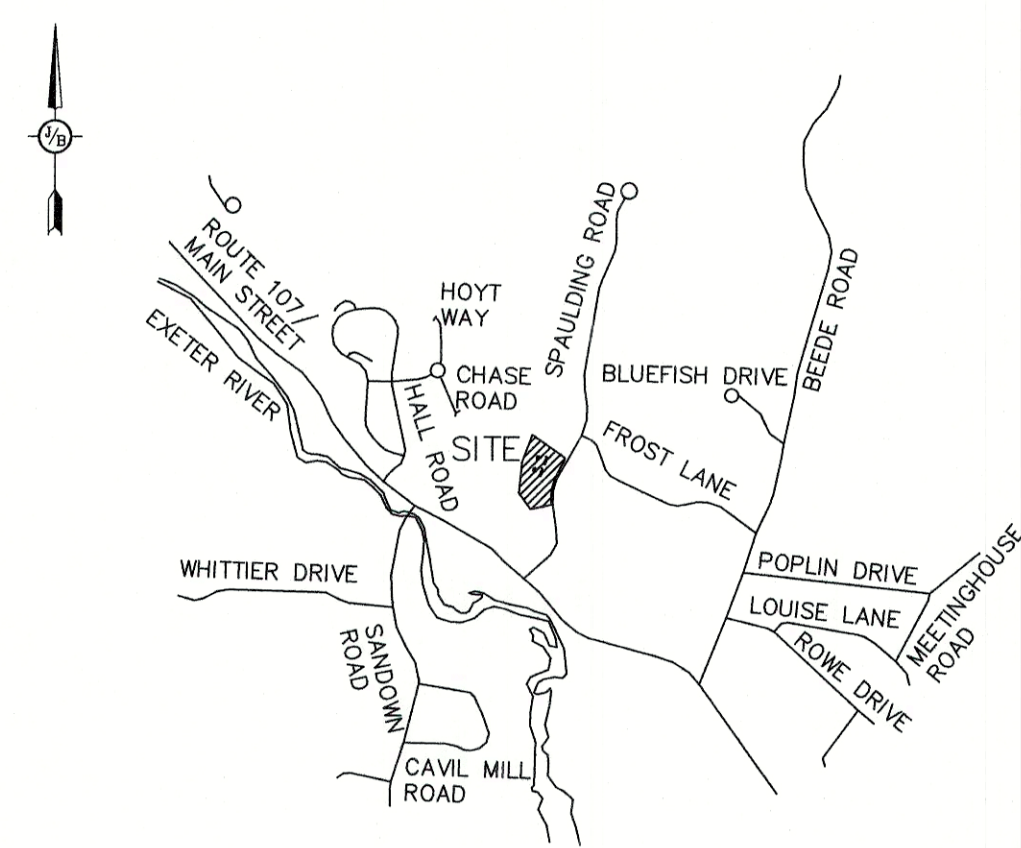 J/B
ROUTE 107/
MAIN STREET
EXETER RIVER
HOYT
WAY
CHASE
ROAD
HALL ROAD
SITE
SPAULDING ROAD
BLUEFISH DRIVE
BEEDE ROAD
FROST LANE
WHITTIER DRIVE
POPLIN DRIVE
LOUISE LANE
MEETINGHOUSE
ROAD
ROWE DRIVE
SANDOWN
ROAD
CAVIL MILL
ROAD